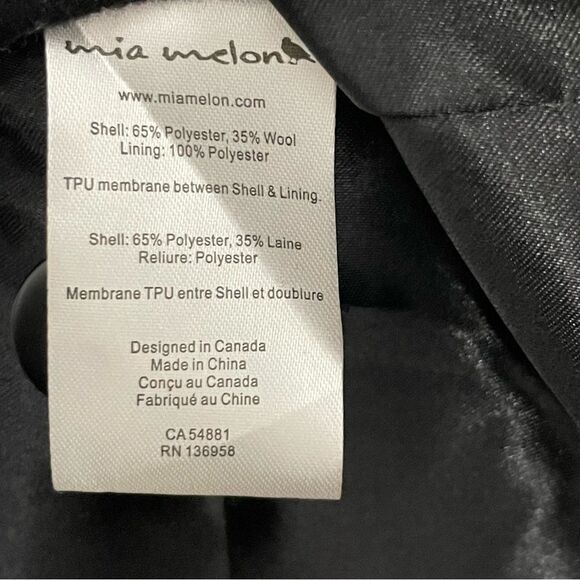 mia melon
www.miamelon.com
Shell: 65% Polyester, 35% Wool
Lining: 100% Polyester
TPU membrane between Shell & Lining.
Shell: 65% Polyester, 35% Laine
Reliure: Polyester
Membrane TPU entre Shell et doublure
Designed in Canada
Made in China
Conçu au Canada
Fabriqué au Chine
CA 54881
RN 136958